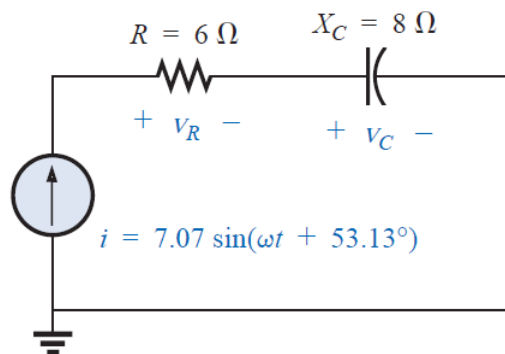 R = 6 Ω X_C = 8 Ω
+ v_R − + v_C −
i = 7.07 sin(ωt + 53.13°)